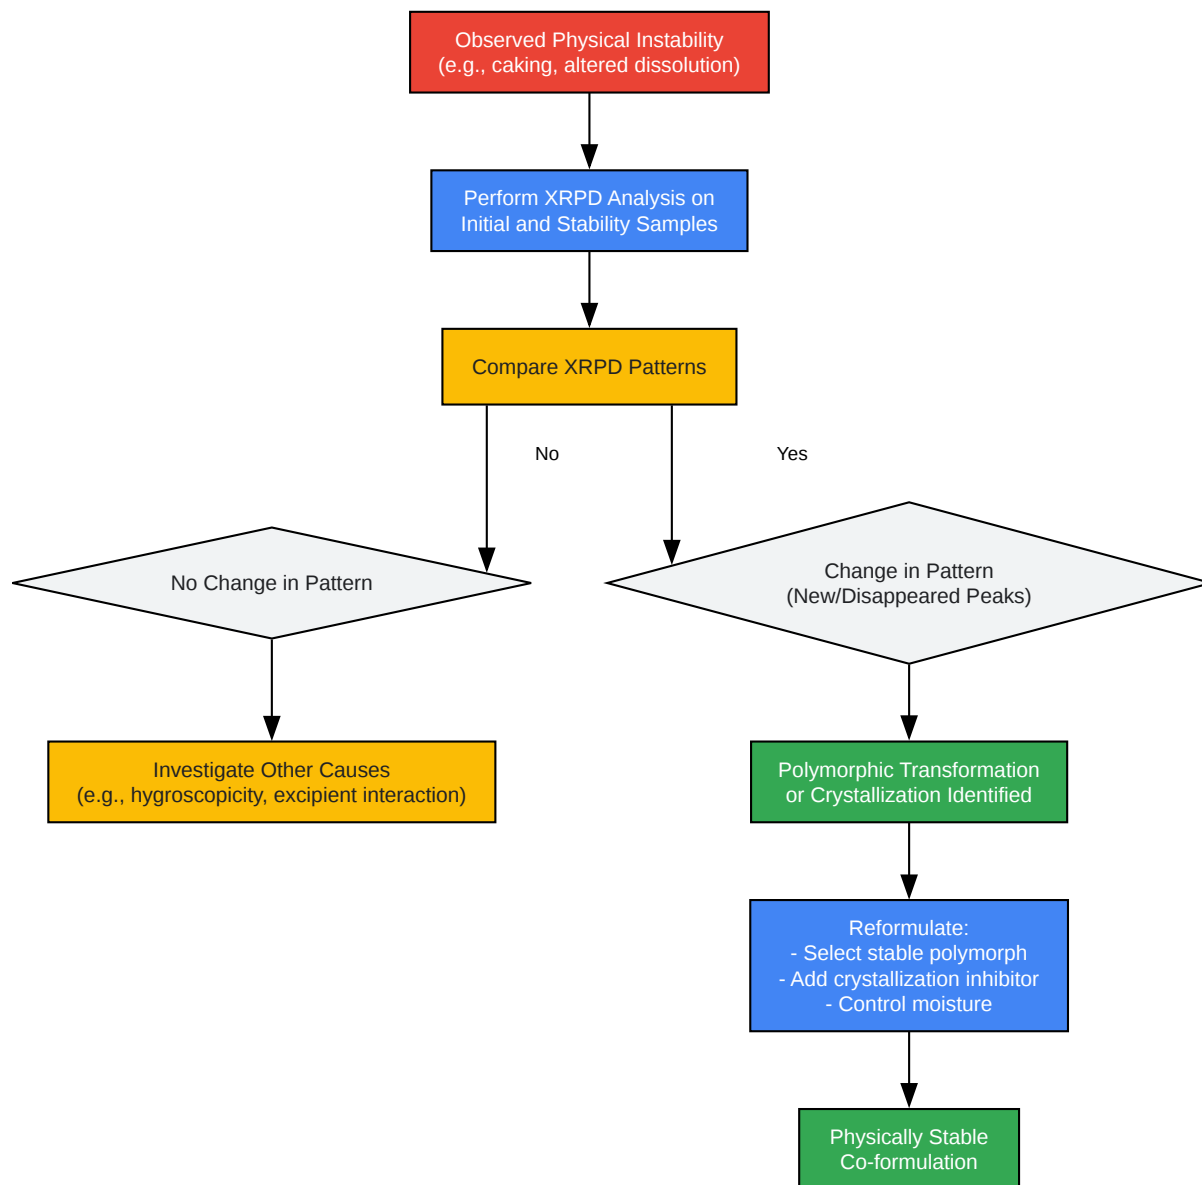 Observed Physical Instability
(e.g., caking, altered dissolution)
Perform XRPD Analysis on
Initial and Stability Samples
Compare XRPD Patterns
No
Yes
No Change in Pattern
Change in Pattern
(New/Disappeared Peaks)
Investigate Other Causes
(e.g., hygroscopicity, excipient interaction)
Polymorphic Transformation
or Crystallization Identified
Reformulate:
- Select stable polymorph
- Add crystallization inhibitor
- Control moisture
Physically Stable
Co-formulation